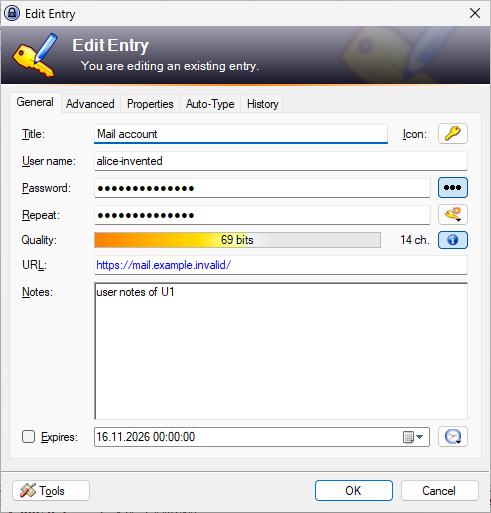 Edit Entry
Edit Entry
You are editing an existing entry.
General Advanced Properties Auto-Type History
Title: Mail account Icon:
User name: alice-invented
Password: ●●●●●●●●●●●●●●
Repeat: ●●●●●●●●●●●●●●
Quality: 69 bits 14 ch.
URL: https://mail.example.invalid/
Notes: user notes of U1
Expires: 16.11.2026 00:00:00
Tools OK Cancel